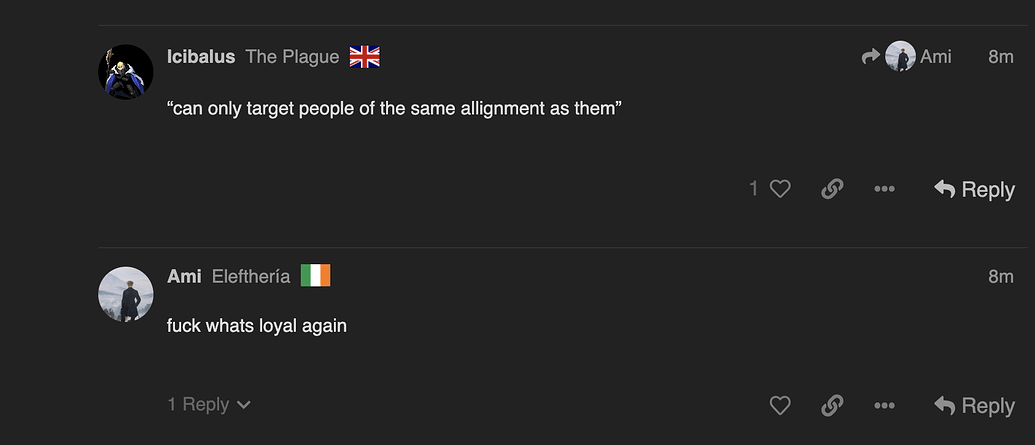 Icibalus The Plague Ami 8m
“can only target people of the same allignment as them”
1 Reply
Ami Elefthería 8m
fuck whats loyal again
1 Reply Reply